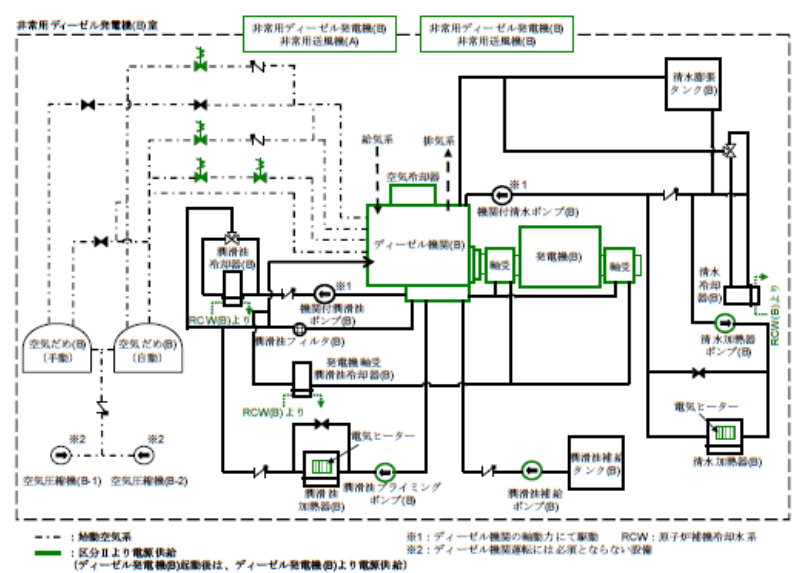 非常用ディーゼル発電機(B)室
非常用ディーゼル発電機(B)
非常用送風機(A)
非常用ディーゼル発電機(B)
非常用送風機(B)
清水膨張
タンク(B)
給気系
排気系
空気冷却器
※1
機関付清水ポンプ(B)
ディーゼル機関(B)
軸受
発電機(B)
軸受
潤滑油
冷却器(B)
※1
機関付潤滑油
ポンプ(B)
RCW(B)より
潤滑油フィルタ(B)
清水
冷却器(B)
RCW(B)より
清水加熱器
ポンプ(B)
空気だめ(B)
(手動)
空気だめ(B)
(自動)
発電機軸受
潤滑油冷却器(B)
RCW(B)より
※2
※2
空気圧縮機(B-1)
空気圧縮機(B-2)
電気ヒーター
潤滑油
加熱器(B)
潤滑油プライミング
ポンプ(B)
潤滑油補給
ポンプ(B)
潤滑油補給
タンク(B)
電気ヒーター
清水加熱器(B)
:始動空気系
:区分Ⅱより電源供給
(ディーゼル発電機(B)起動後は、ディーゼル発電機(B)より電源供給)
※1:ディーゼル機関の軸動力にて駆動 RCW:原子炉補機冷却水系
※2:ディーゼル機関運転には必須とならない設備